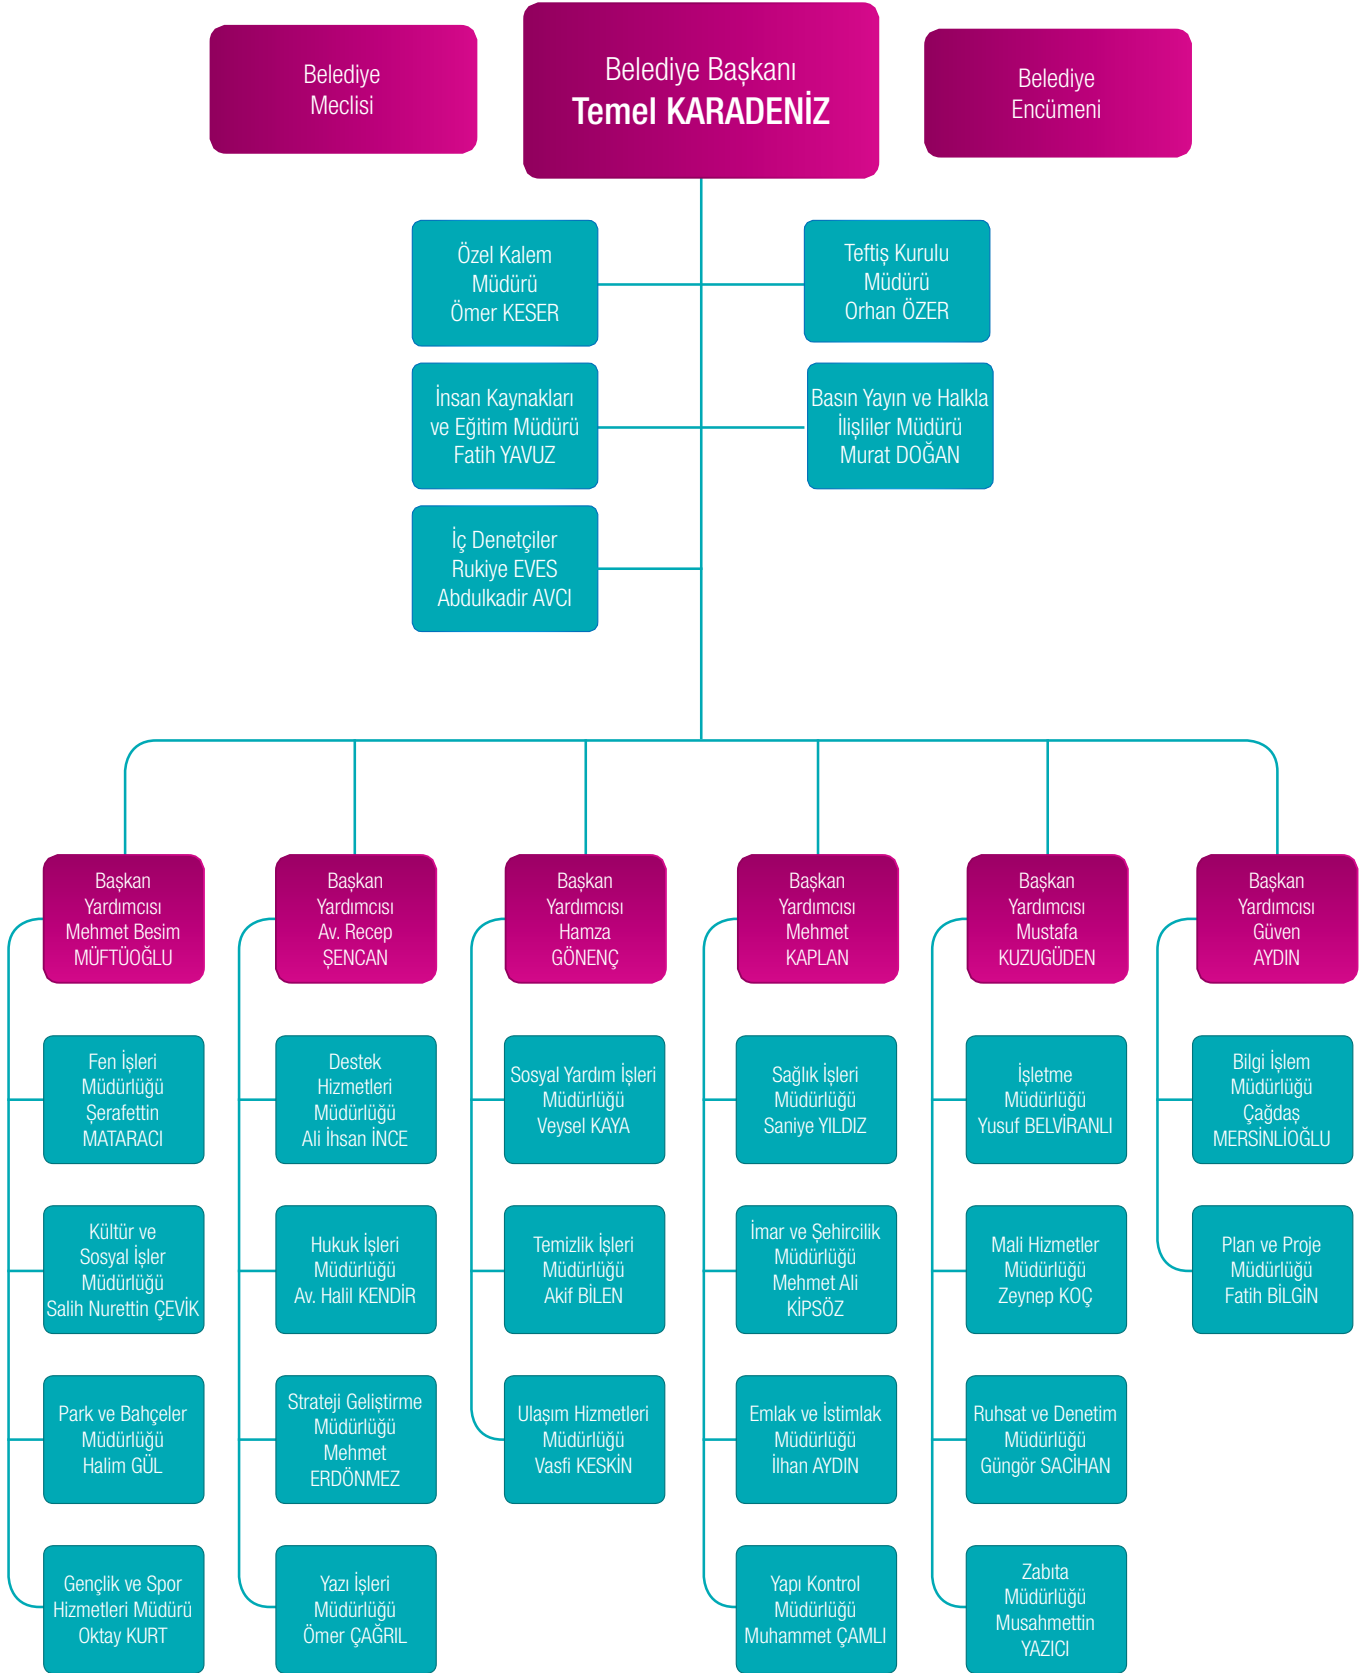 Belediye
Meclisi
Belediye Başkanı
Temel KARADENİZ
Belediye
Encümeni
Özel Kalem
Müdürü
Ömer KESER
Teftiş Kurulu
Müdürü
Orhan ÖZER
İnsan Kaynakları
ve Eğitim Müdürü
Fatih YAVUZ
Basın Yayın ve Halkla
İlişliler Müdürü
Murat DOĞAN
İç Denetçiler
Rukiye EVES
Abdulkadir AVCI
Başkan
Yardımcısı
Mehmet Besim
MÜFTÜOĞLU
Başkan
Yardımcısı
Av. Recep
ŞENCAN
Başkan
Yardımcısı
Hamza
GÖNENÇ
Başkan
Yardımcısı
Mehmet
KAPLAN
Başkan
Yardımcısı
Mustafa
KUZUGÜDEN
Başkan
Yardımcısı
Güven
AYDIN
Fen İşleri
Müdürlüğü
Şerafettin
MATARACI
Destek
Hizmetleri
Müdürlüğü
Ali İhsan İNCE
Sosyal Yardım İşleri
Müdürlüğü
Veysel KAYA
Sağlık İşleri
Müdürlüğü
Saniye YILDIZ
İşletme
Müdürlüğü
Yusuf BELVİRANLI
Bilgi İşlem
Müdürlüğü
Çağdaş
MERSİNLİOĞLU
Kültür ve
Sosyal İşler
Müdürlüğü
Salih Nurettin ÇEVİK
Hukuk İşleri
Müdürlüğü
Av. Halil KENDİR
Temizlik İşleri
Müdürlüğü
Akif BİLEN
İmar ve Şehircilik
Müdürlüğü
Mehmet Ali
KİPSÖZ
Mali Hizmetler
Müdürlüğü
Zeynep KOÇ
Plan ve Proje
Müdürlüğü
Fatih BİLGİN
Park ve Bahçeler
Müdürlüğü
Halim GÜL
Strateji Geliştirme
Müdürlüğü
Mehmet
ERDÖNMEZ
Ulaşım Hizmetleri
Müdürlüğü
Vasfi KESKİN
Emlak ve İstimlak
Müdürlüğü
İlhan AYDIN
Ruhsat ve Denetim
Müdürlüğü
Güngör SACİHAN
Gençlik ve Spor
Hizmetleri Müdürü
Oktay KURT
Yazı İşleri
Müdürlüğü
Ömer ÇAĞRIL
Yapı Kontrol
Müdürlüğü
Muhammet ÇAMLI
Zabıta
Müdürlüğü
Musahmettin
YAZICI